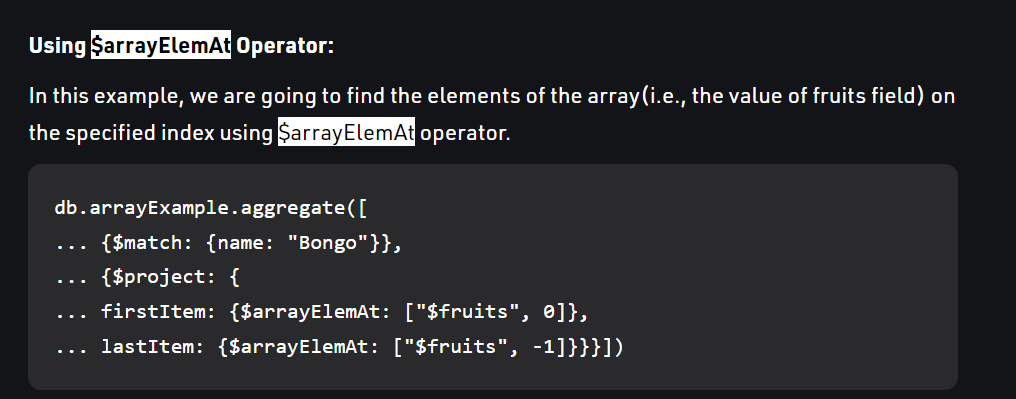 Using $arrayElemAt Operator:
In this example, we are going to find the elements of the array(i.e., the value of fruits field) on
the specified index using $arrayElemAt operator.
db.arrayExample.aggregate([
... {$match: {name: "Bongo"}},
... {$project: {
... firstItem: {$arrayElemAt: ["$fruits", 0]},
... lastItem: {$arrayElemAt: ["$fruits", -1]}}}])